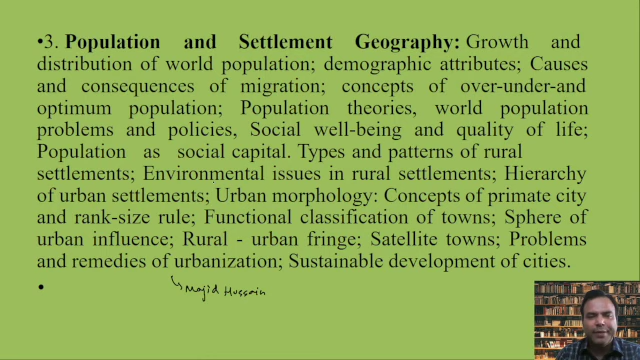 •3. Population and Settlement Geography: Growth and
distribution of world population; demographic attributes; Causes
and consequences of migration; concepts of over-under-and
optimum population; Population theories, world population
problems and policies, Social well-being and quality of life;
Population as social capital. Types and patterns of rural
settlements; Environmental issues in rural settlements; Hierarchy
of urban settlements; Urban morphology: Concepts of primate city
and rank-size rule; Functional classification of towns; Sphere of
urban influence; Rural - urban fringe; Satellite towns; Problems
and remedies of urbanization; Sustainable development of cities.
• Majid Hussain